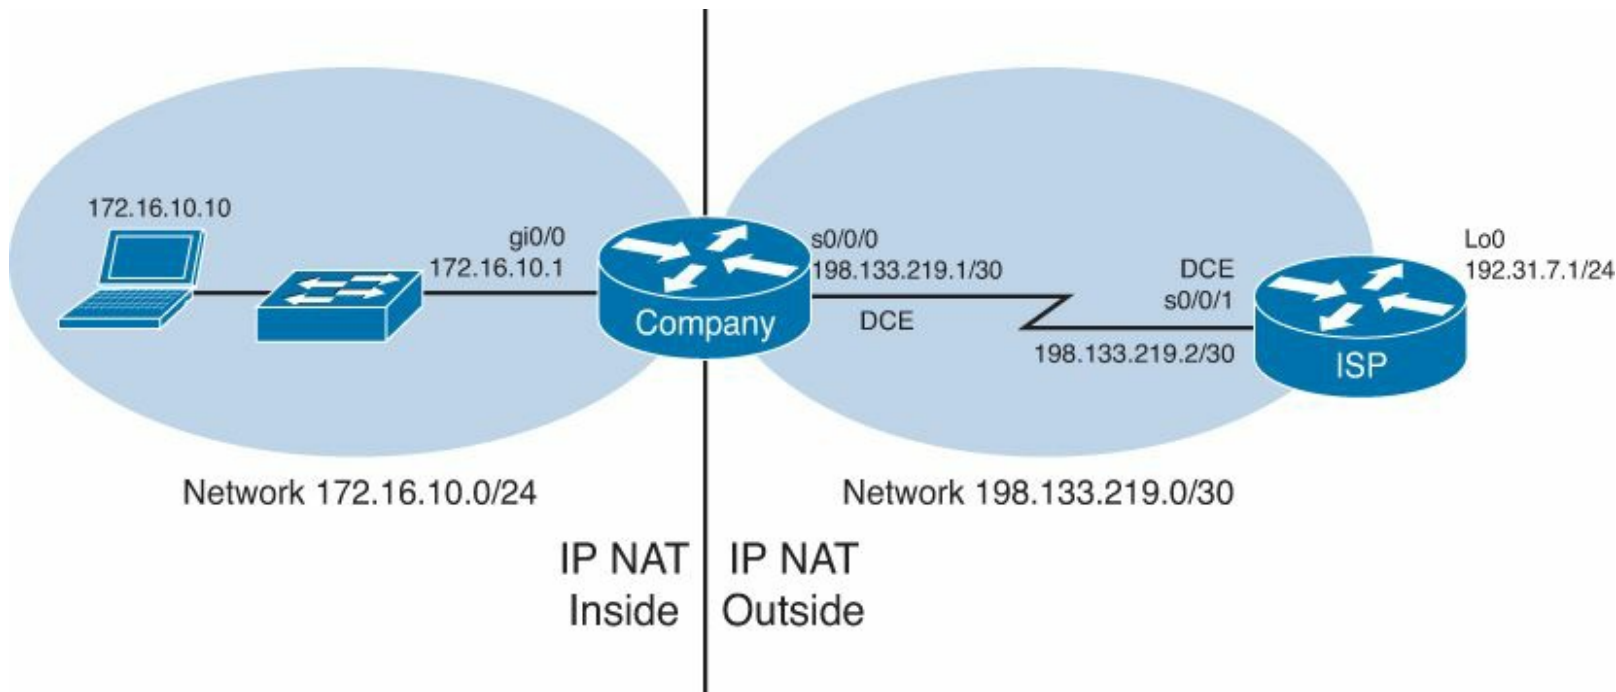 172.16.10.10
gi0/0
172.16.10.1
Company
s0/0/0
198.133.219.1/30
DCE
DCE
s0/0/1
198.133.219.2/30
ISP
Lo0
192.31.7.1/24
Network 172.16.10.0/24
Network 198.133.219.0/30
IP NAT
Inside
IP NAT
Outside